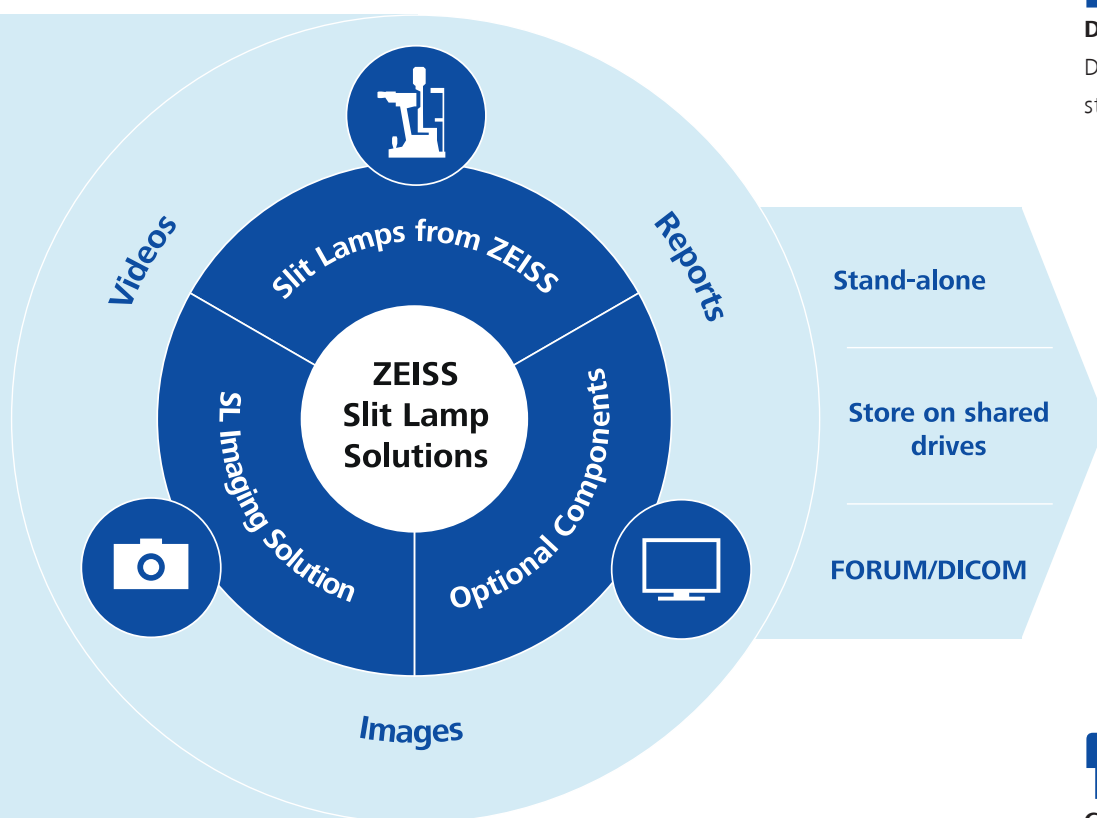 Slit Lamps from ZEISS
Videos
Reports
SL Imaging Solution
ZEISS
Slit Lamp
Solutions
Optional Components
Images
Stand-alone
Store on shared
drives
FORUM/DICOM